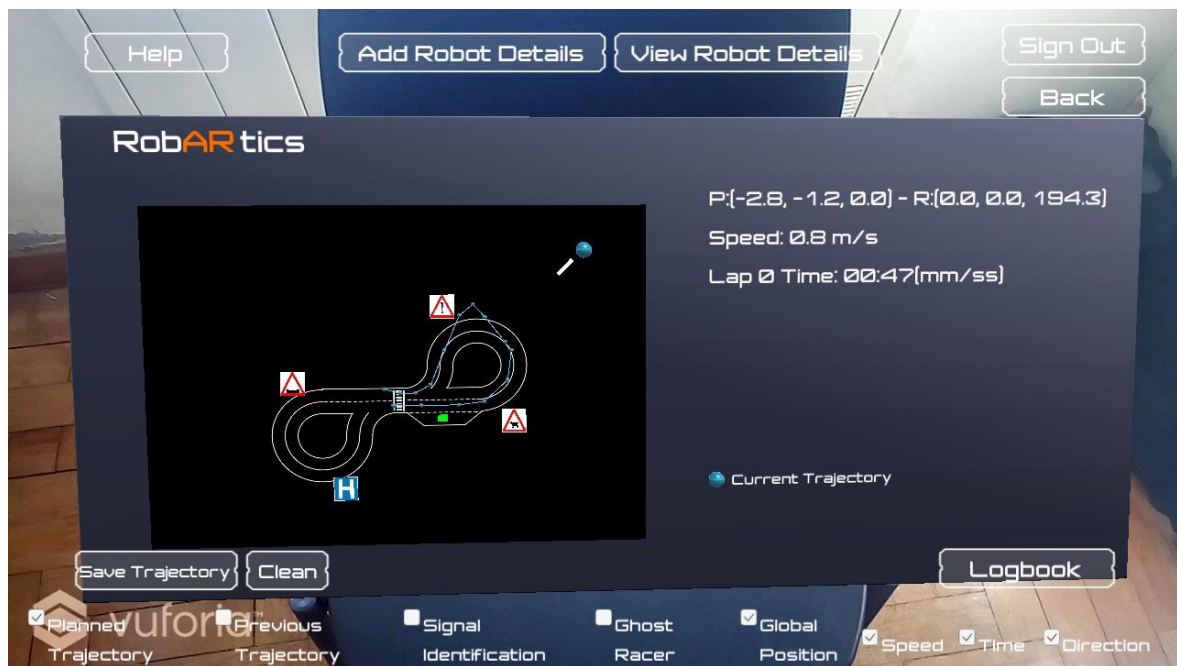 Help
Add Robot Details
View Robot Details
Sign Out
Back
RobARtics
P:(-2.8, -1.2, 0.0) - R:(0.0, 0.0, 194.3)
Speed: 0.8 m/s
Lap 0 Time: 00:47(mm/ss)
!
H
Current Trajectory
Save Trajectory
Clean
Logbook
vuforia™
Planned
Trajectory
Previous
Trajectory
Signal
Identification
Ghost
Racer
Global
Position
Speed
Time
Direction